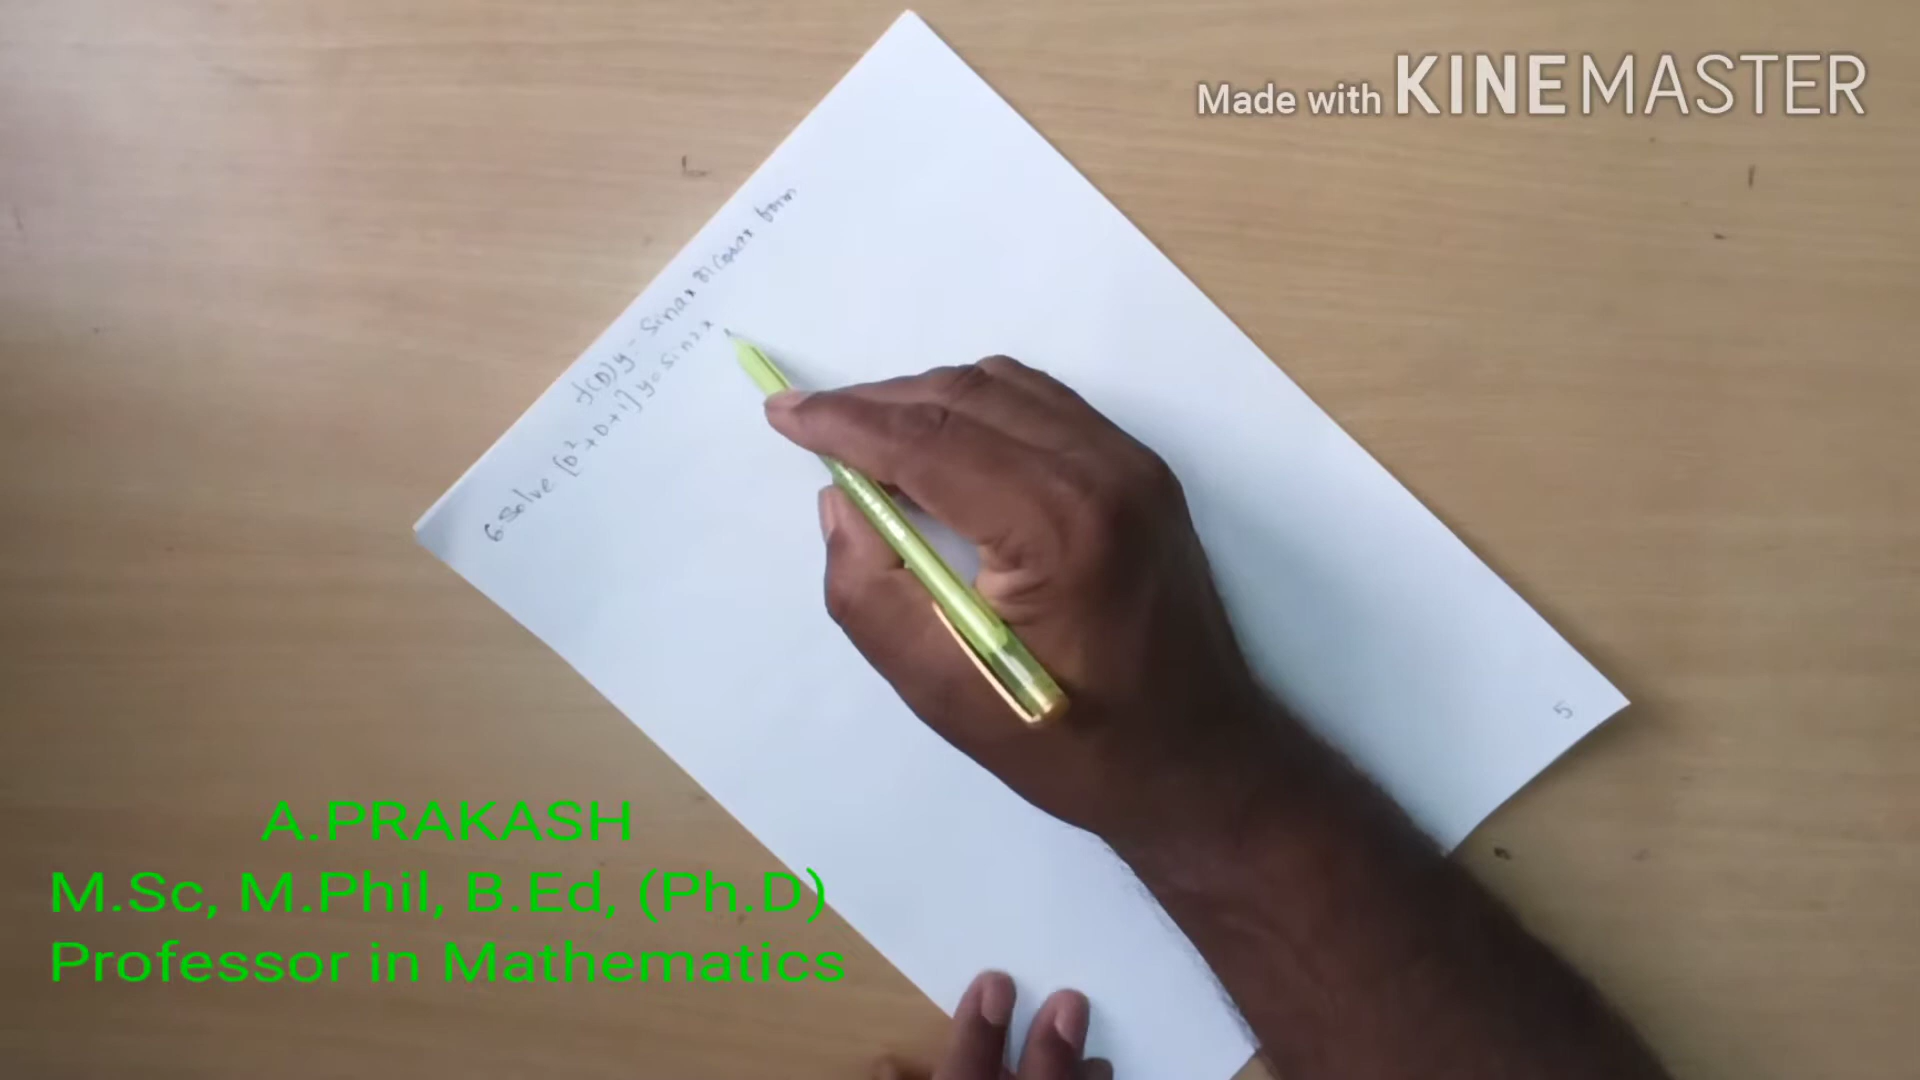 Made with KINEMASTER
f(D)y = Sinax or Cosax form
6. Solve [D²+D+1] y = Sin2x
5
A.PRAKASH
M.Sc, M.Phil, B.Ed, (Ph.D)
Professor in Mathematics